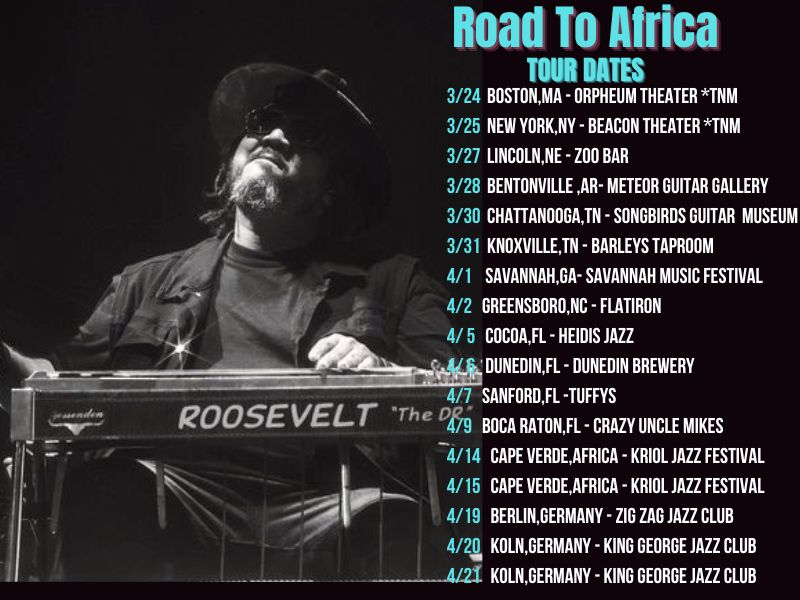 Road To Africa
TOUR DATES
3/24 BOSTON,MA - ORPHEUM THEATER *TNM
3/25 NEW YORK,NY - BEACON THEATER *TNM
3/27 LINCOLN,NE - ZOO BAR
3/28 BENTONVILLE ,AR- METEOR GUITAR GALLERY
3/30 CHATTANOOGA,TN - SONGBIRDS GUITAR MUSEUM
3/31 KNOXVILLE,TN - BARLEYS TAPROOM
4/1 SAVANNAH,GA- SAVANNAH MUSIC FESTIVAL
4/2 GREENSBORO,NC - FLATIRON
4/ 5 COCOA,FL - HEIDIS JAZZ
4/ 6 DUNEDIN,FL - DUNEDIN BREWERY
4/7 SANFORD,FL -TUFFYS
4/9 BOCA RATON,FL - CRAZY UNCLE MIKES
4/14 CAPE VERDE,AFRICA - KRIOL JAZZ FESTIVAL
4/15 CAPE VERDE,AFRICA - KRIOL JAZZ FESTIVAL
4/19 BERLIN,GERMANY - ZIG ZAG JAZZ CLUB
4/20 KOLN,GERMANY - KING GEORGE JAZZ CLUB
4/21 KOLN,GERMANY - KING GEORGE JAZZ CLUB
fessenden
ROOSEVELT "The DR"